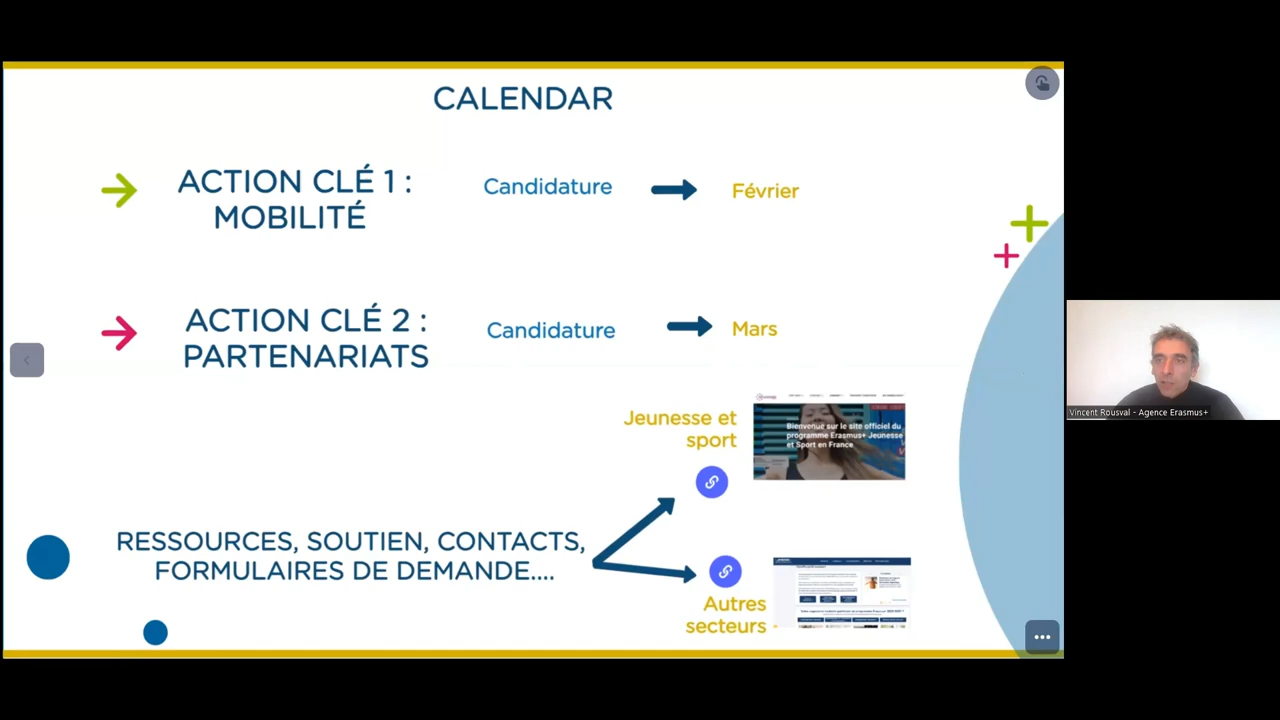 CALENDAR
ACTION CLÉ 1 :
MOBILITÉ
Candidature
Février
ACTION CLÉ 2 :
PARTENARIATS
Candidature
Mars
Jeunesse et
sport
Bienvenue sur le site officiel du
programme Erasmus+ Jeunesse
et Sport en France
RESSOURCES, SOUTIEN, CONTACTS,
FORMULAIRES DE DEMANDE....
Autres
secteurs
Vincent Rousval - Agence Erasmus+